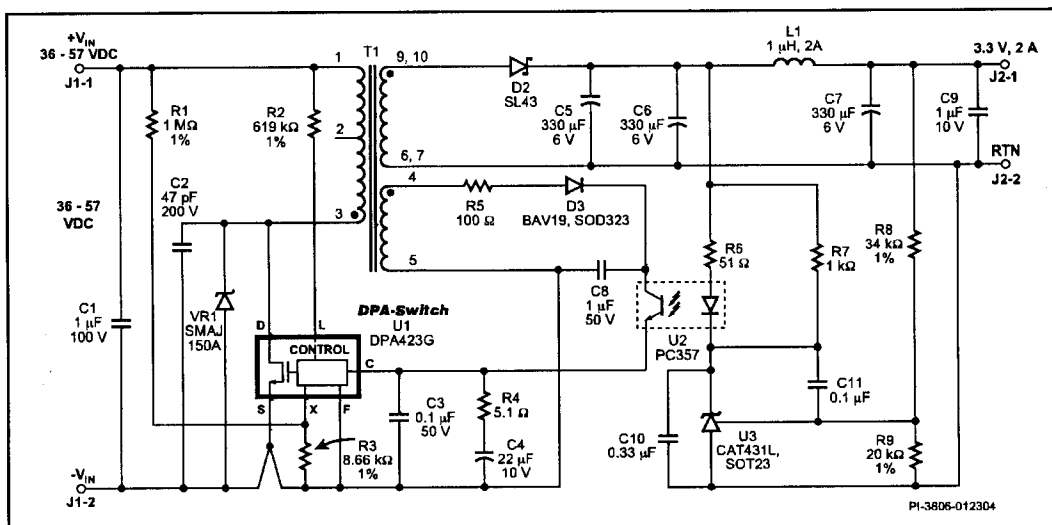 +VIN
36 - 57 VDC
J1-1
R1
1 MΩ
1%
R2
619 kΩ
1%
1
T1
9, 10
2
3
6, 7
4
5
D2
SL43
C5
330 µF
6 V
C6
330 µF
6 V
L1
1 µH, 2A
C7
330 µF
6 V
C9
1 µF
10 V
3.3 V, 2 A
J2-1
RTN
J2-2
C2
47 pF
200 V
36 - 57
VDC
R5
100 Ω
D3
BAV19, SOD323
R6
51 Ω
R7
1 kΩ
R8
34 kΩ
1%
C1
1 µF
100 V
VR1
SMAJ
150A
D
L
DPA-Switch
U1
DPA423G
CONTROL
C
S
X
F
C8
1 µF
50 V
U2
PC357
C3
0.1 µF
50 V
R4
5.1 Ω
C4
22 µF
10 V
R3
8.66 kΩ
1%
C10
0.33 µF
U3
CAT431L,
SOT23
C11
0.1 µF
R9
20 kΩ
1%
-VIN
J1-2
PI-3806-012304